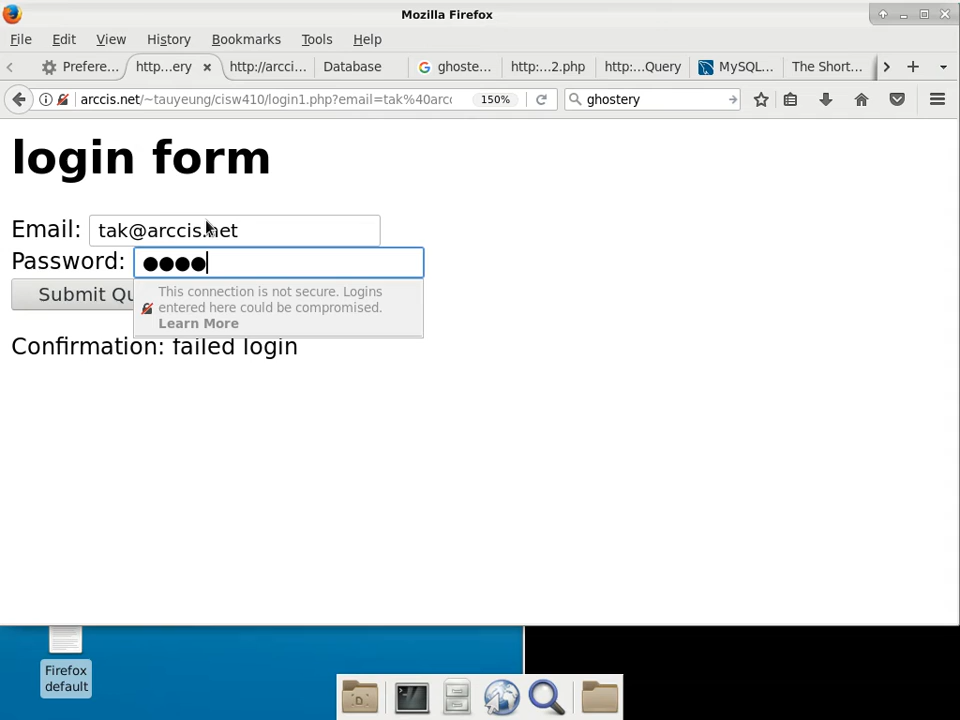 Mozilla Firefox
File Edit View History Bookmarks Tools Help
Prefere... http...ery http://arcci... Database ghoste... http:...2.php http:...Query MySQL... The Short...
arccis.net/~tauyeung/cisw410/login1.php?email=tak%40arcc 150% ghostery
login form
Email: tak@arccis.net
Password: ●●●●
Submit Qu
This connection is not secure. Logins
entered here could be compromised.
Learn More
Confirmation: failed login
Firefox
default